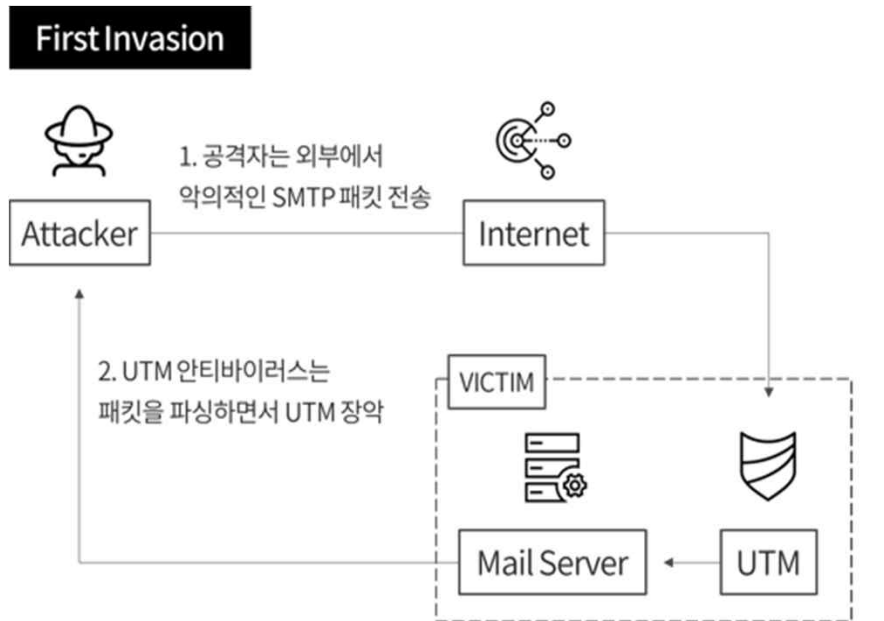 First Invasion
1. 공격자는 외부에서
악의적인 SMTP 패킷 전송
Attacker
Internet
2. UTM 안티바이러스는
패킷을 파싱하면서 UTM 장악
VICTIM
Mail Server
UTM